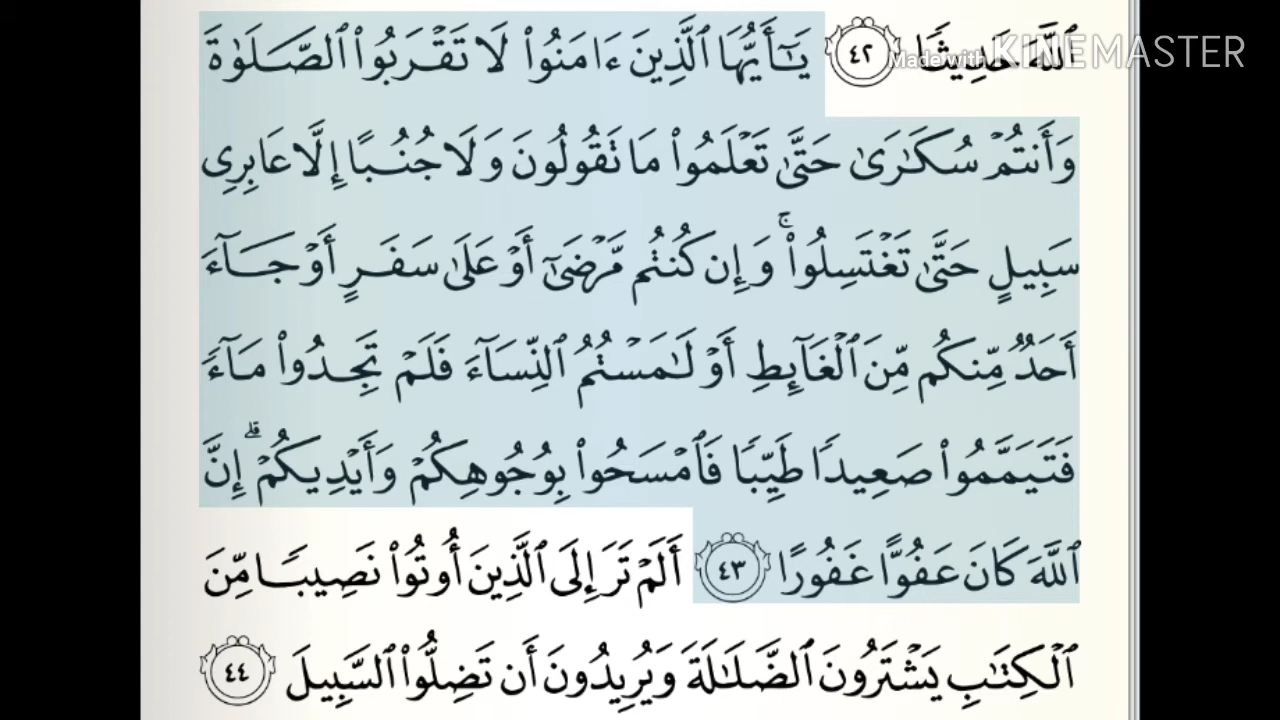 ٱللَّهَ حَدِيثًا ٤٢ يَـٰٓأَيُّهَا ٱلَّذِينَ ءَامَنُوا۟ لَا تَقْرَبُوا۟ ٱلصَّلَوٰةَ
Made with KINEMASTER
وَأَنتُمْ سُكَـٰرَىٰ حَتَّىٰ تَعْلَمُوا۟ مَا تَقُولُونَ وَلَا جُنُبًا إِلَّا عَابِرِى
سَبِيلٍ حَتَّىٰ تَغْتَسِلُوا۟ ۚ وَإِن كُنتُم مَّرْضَىٰٓ أَوْ عَلَىٰ سَفَرٍ أَوْ جَآءَ
أَحَدٌ مِّنكُم مِّنَ ٱلْغَآئِطِ أَوْ لَـٰمَسْتُمُ ٱلنِّسَآءَ فَلَمْ تَجِدُوا۟ مَآءً
فَتَيَمَّمُوا۟ صَعِيدًا طَيِّبًا فَٱمْسَحُوا۟ بِوُجُوهِكُمْ وَأَيْدِيكُمْ ۗ إِنَّ
ٱللَّهَ كَانَ عَفُوًّا غَفُورًا ٤٣ أَلَمْ تَرَ إِلَى ٱلَّذِينَ أُوتُوا۟ نَصِيبًا مِّنَ
ٱلْكِتَـٰبِ يَشْتَرُونَ ٱلضَّلَـٰلَةَ وَيُرِيدُونَ أَن تَضِلُّوا۟ ٱلسَّبِيلَ ٤٤